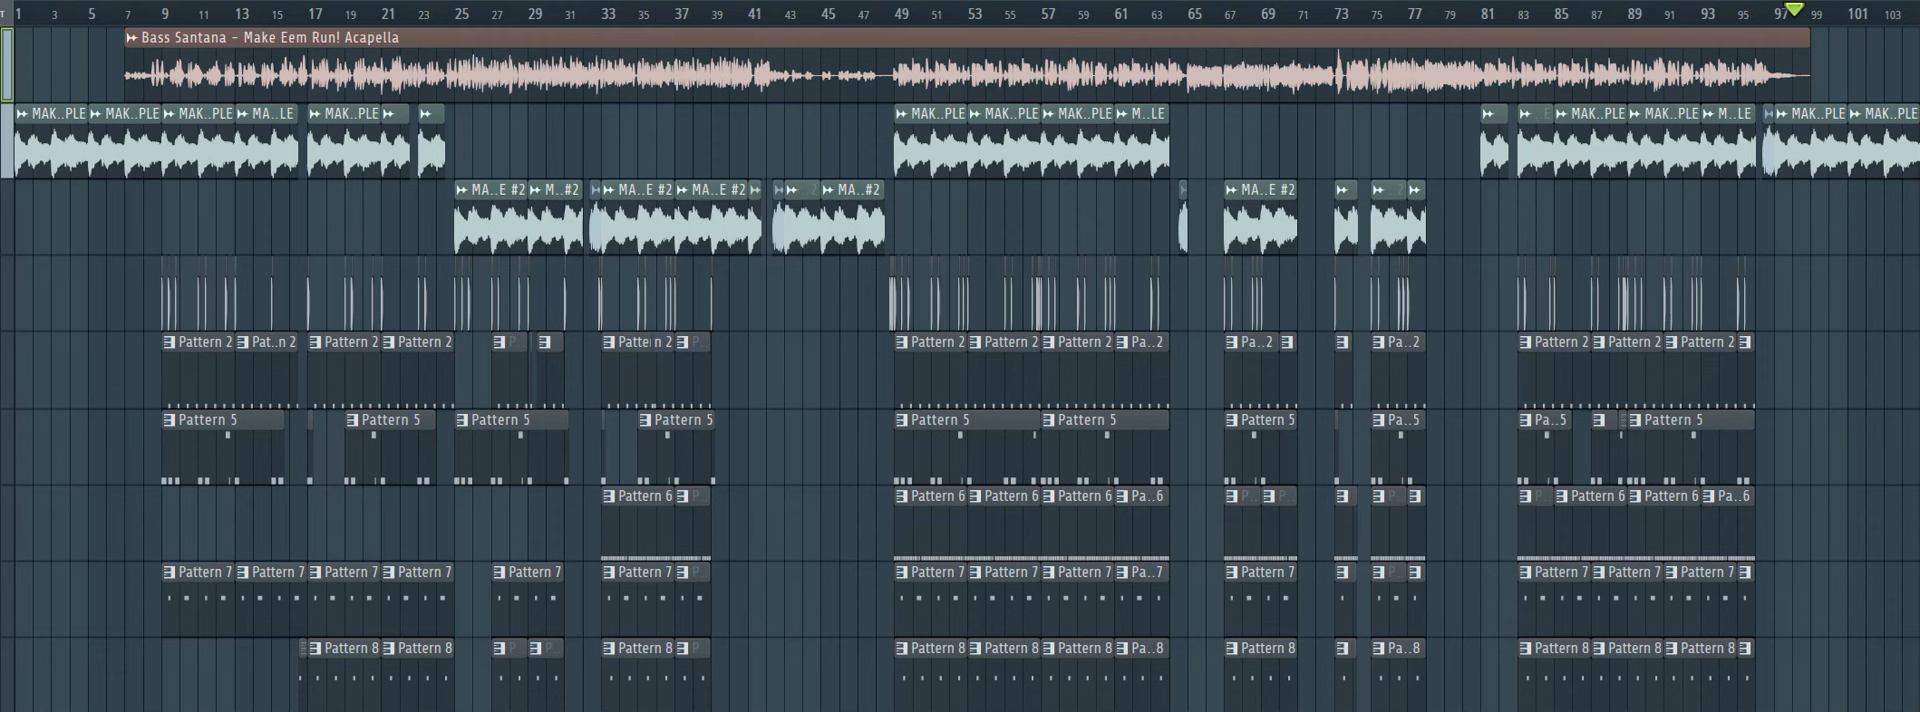 1 3 5 7 9 11 13 15 17 19 21 23 25 27 29 31 33 35 37 39 41 43 45 47 49 51 53 55 57 59 61 63 65 67 69 71 73 75 77 79 81 83 85 87 89 91 93 95 97 99 101 103
Bass Santana - Make Eem Run! Acapella
MAK..PLE MAK..PLE MAK..PLE MA..LE MAK..PLE MAK..PLE MAK..PLE MAK..PLE M..LE MAK..PLE MAK..PLE M..LE MAK..PLE MAK..PLE
MA..E #2 M..#2 MA..E #2 MA..E #2 MA..#2 MA..E #2
Pattern 2 Pat..n 2 Pattern 2 Pattern 2 Pattern 2 Pattern 2 Pattern 2 Pattern 2 Pa..2 Pa..2 Pa..2 Pattern 2 Pattern 2 Pattern 2
Pattern 5 Pattern 5 Pattern 5 Pattern 5 Pattern 5 Pattern 5 Pattern 5 Pa..5 Pa..5 Pattern 5
Pattern 6 Pattern 6 Pattern 6 Pattern 6 Pa..6 Pattern 6 Pattern 6 Pa..6
Pattern 7 Pattern 7 Pattern 7 Pattern 7 Pattern 7 Pattern 7 Pattern 7 Pattern 7 Pattern 7 Pa..7 Pattern 7 Pattern 7 Pattern 7 Pattern 7
Pattern 8 Pattern 8 Pattern 8 Pattern 8 Pattern 8 Pattern 8 Pa..8 Pattern 8 Pa..8 Pattern 8 Pattern 8 Pattern 8